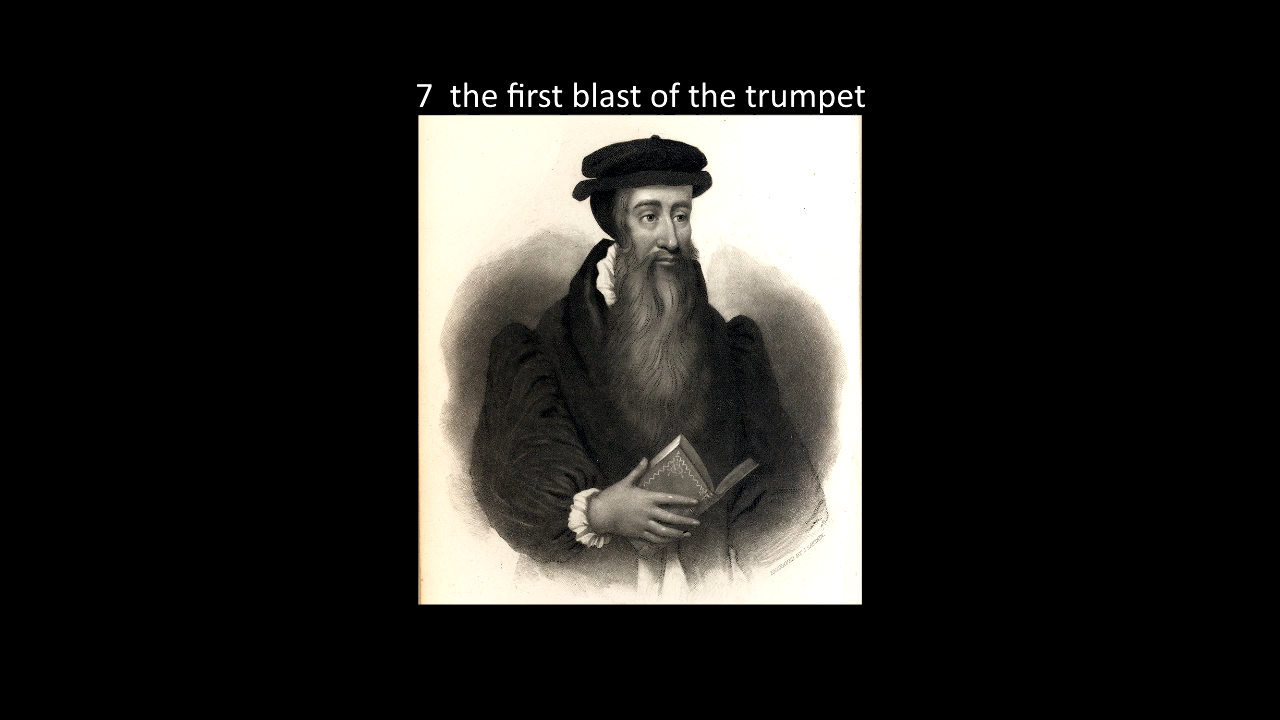 7  the first blast of the trumpet